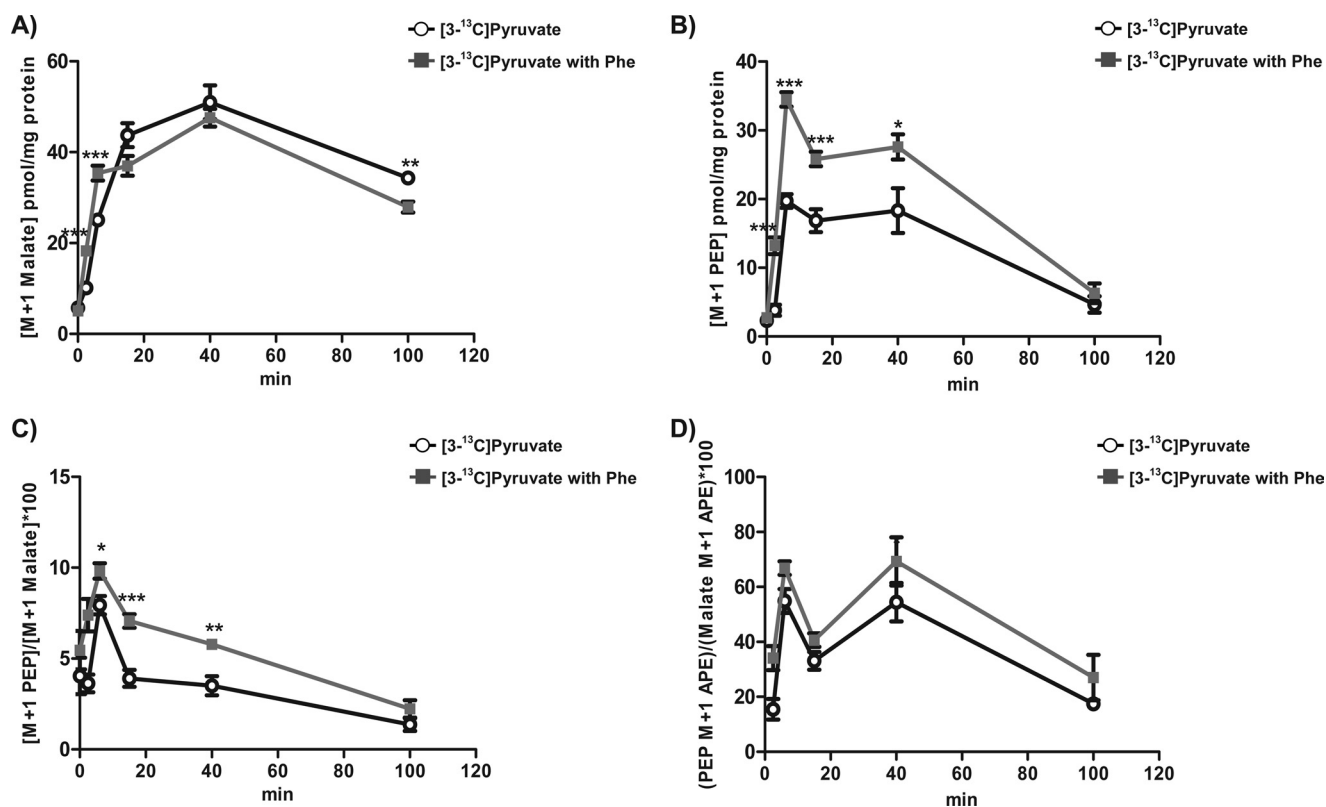 A)
[3-¹³C]Pyruvate
[3-¹³C]Pyruvate with Phe
[M+1 Malate] pmol/mg protein
60
40
20
0
***
***
**
0 20 40 60 80 100 120
min
B)
[3-¹³C]Pyruvate
[3-¹³C]Pyruvate with Phe
[M+1 PEP] pmol/mg protein
40
30
20
10
0
***
***
***
*
0 20 40 60 80 100 120
min
C)
[3-¹³C]Pyruvate
[3-¹³C]Pyruvate with Phe
[M+1 PEP]/[M+1 Malate]*100
15
10
5
0
*
***
**
0 20 40 60 80 100 120
min
D)
[3-¹³C]Pyruvate
[3-¹³C]Pyruvate with Phe
(PEP M+1 APE)/(Malate M+1 APE)*100
100
80
60
40
20
0
0 20 40 60 80 100 120
min